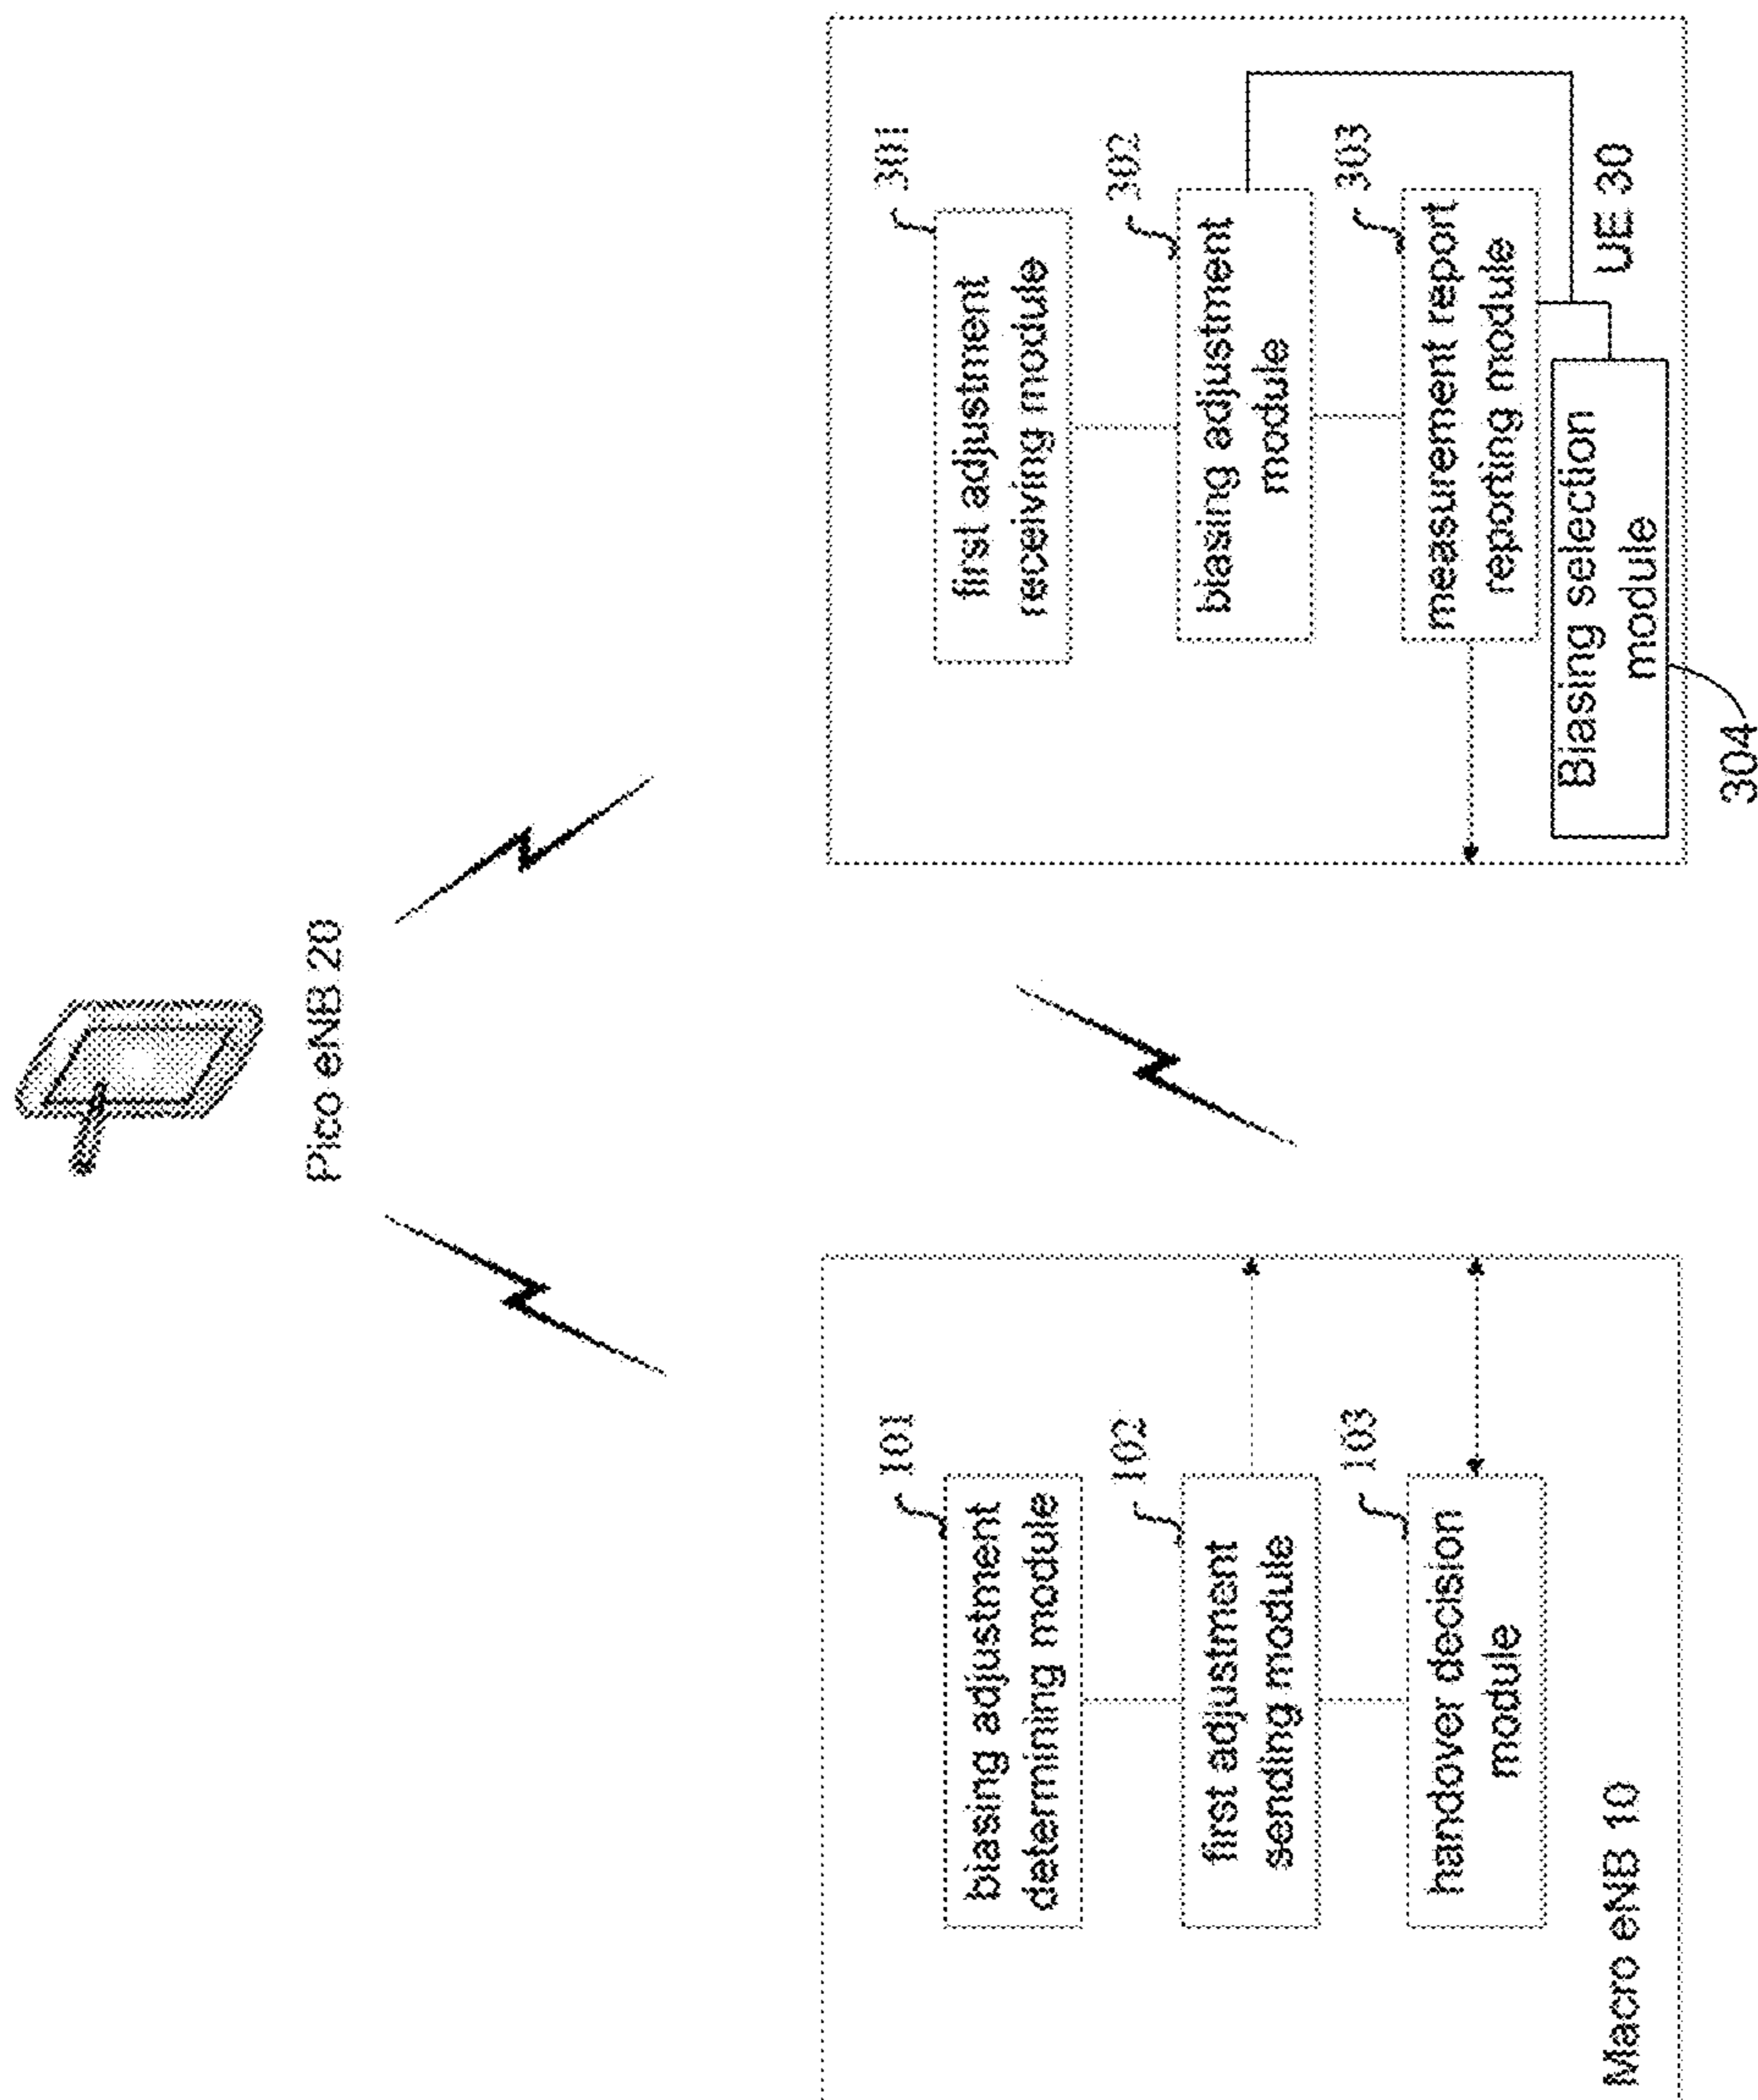 Pico eNB 20
101
biasing adjustment
determining module
102
first adjustment
sending module
103
handover decision
module
Macro eNB 10
301
first adjustment
receiving module
302
biasing adjustment
module
303
measurement report
reporting module
UE 30
Biasing selection
module
304